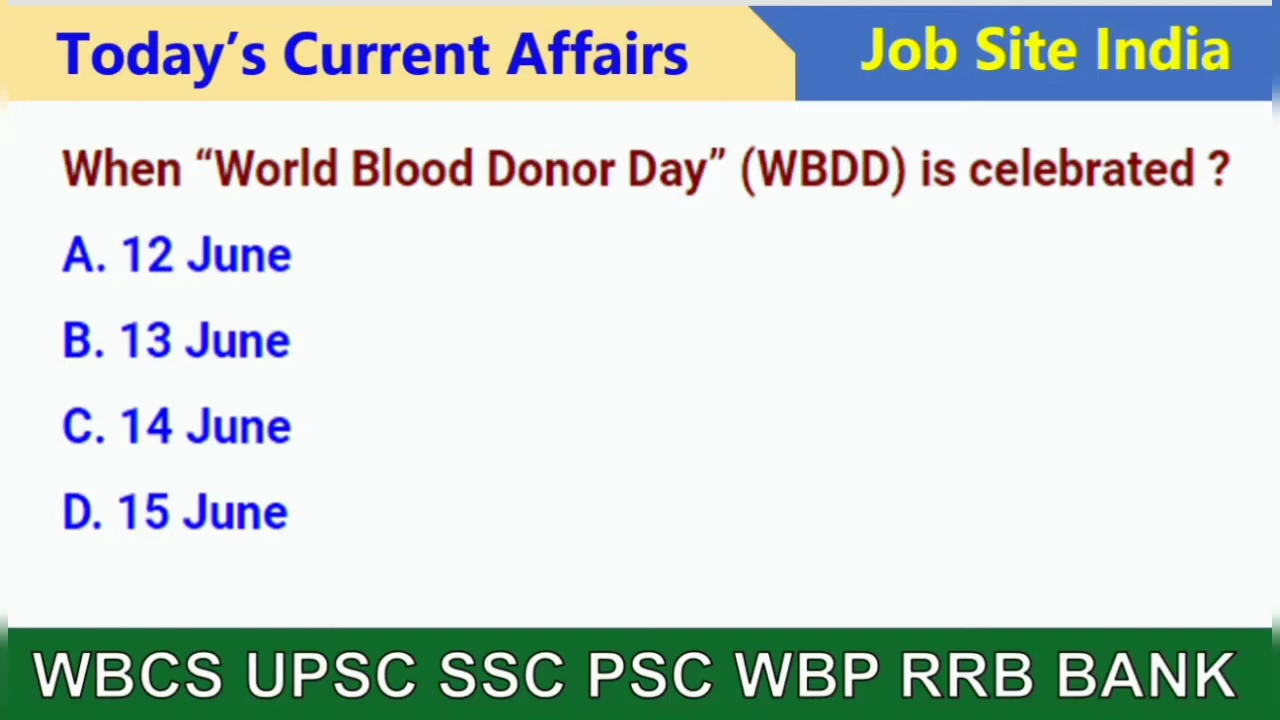 Today’s Current Affairs
Job Site India
When “World Blood Donor Day” (WBDD) is celebrated ?
A. 12 June
B. 13 June
C. 14 June
D. 15 June
WBCS UPSC SSC PSC WBP RRB BANK